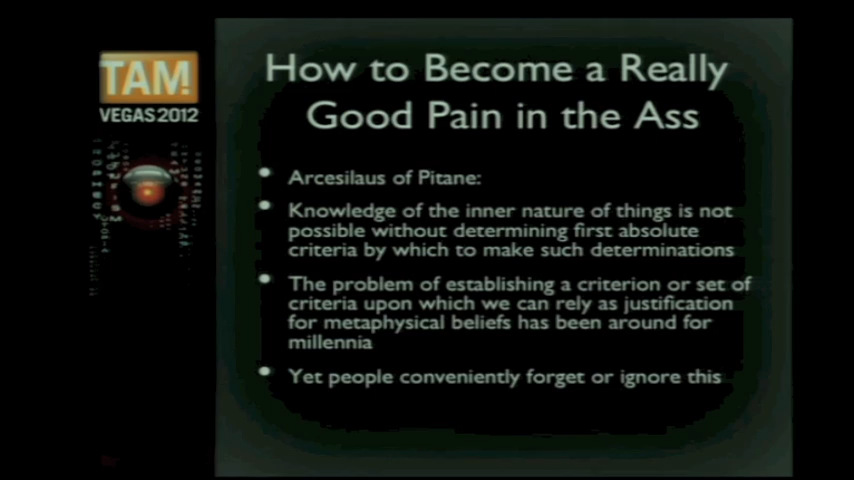 TAM!
VEGAS 2012
How to Become a Really
Good Pain in the Ass
Arcesilaus of Pitane:
Knowledge of the inner nature of things is not
possible without determining first absolute
criteria by which to make such determinations
The problem of establishing a criterion or set of
criteria upon which we can rely as justification
for metaphysical beliefs has been around for
millennia
Yet people conveniently forget or ignore this